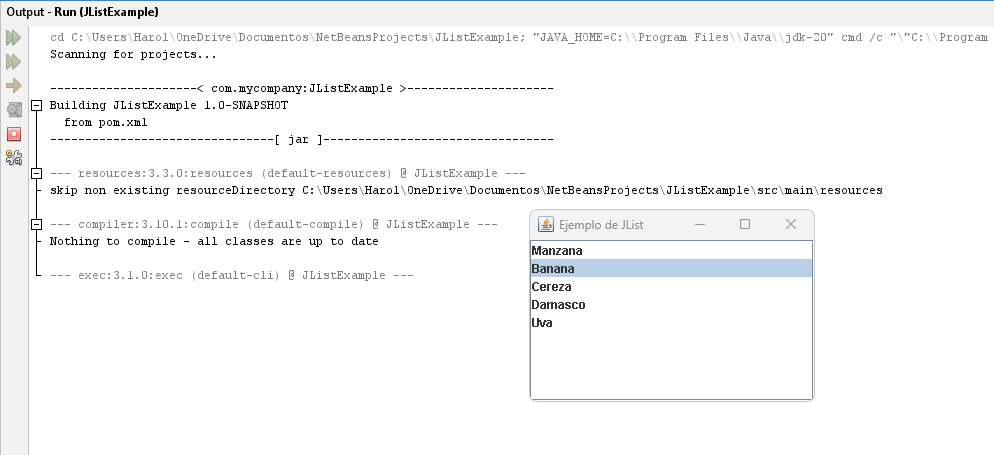 Output - Run (JListExample)
cd C:\Users\Harol\OneDrive\Documentos\NetBeansProjects\JListExample; "JAVA_HOME=C:\\Program Files\\Java\\jdk-20" cmd /c "\"C:\\Program
Scanning for projects...
---------------------< com.mycompany:JListExample >---------------------
Building JListExample 1.0-SNAPSHOT
from pom.xml
--------------------------------[ jar ]---------------------------------
--- resources:3.3.0:resources (default-resources) @ JListExample ---
skip non existing resourceDirectory C:\Users\Harol\OneDrive\Documentos\NetBeansProjects\JListExample\src\main\resources
--- compiler:3.10.1:compile (default-compile) @ JListExample ---
Nothing to compile - all classes are up to date
--- exec:3.1.0:exec (default-cli) @ JListExample ---
Ejemplo de JList
Manzana
Banana
Cereza
Damasco
Uva